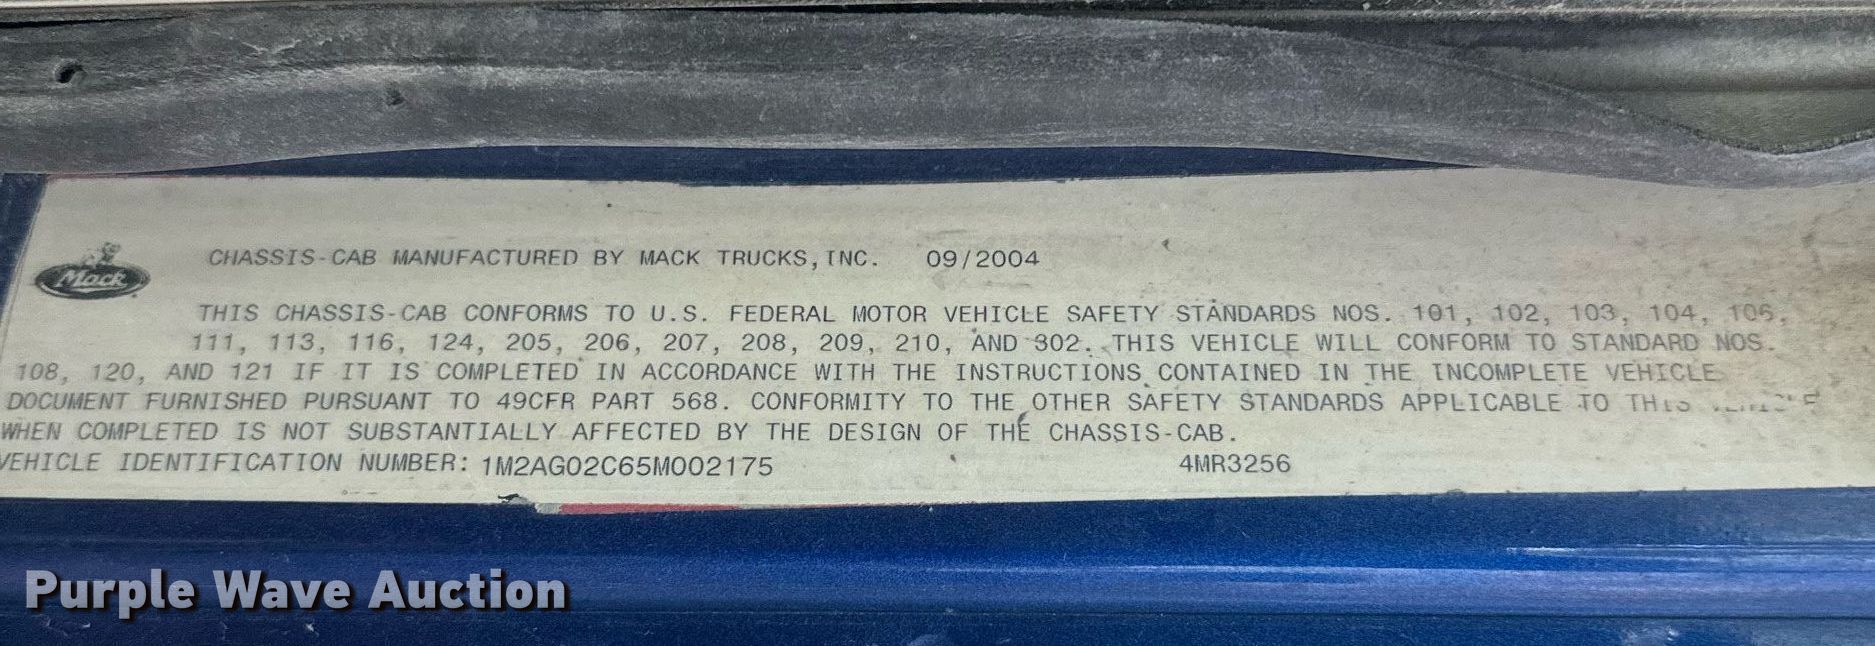 Mack
CHASSIS-CAB MANUFACTURED BY MACK TRUCKS, INC. 09/2004
THIS CHASSIS-CAB CONFORMS TO U.S. FEDERAL MOTOR VEHICLE SAFETY STANDARDS NOS. 101, 102, 103, 104, 106,
111, 113, 116, 124, 205, 206, 207, 208, 209, 210, AND 302. THIS VEHICLE WILL CONFORM TO STANDARD NOS.
108, 120, AND 121 IF IT IS COMPLETED IN ACCORDANCE WITH THE INSTRUCTIONS CONTAINED IN THE INCOMPLETE VEHICLE
DOCUMENT FURNISHED PURSUANT TO 49CFR PART 568. CONFORMITY TO THE OTHER SAFETY STANDARDS APPLICABLE TO THIS
WHEN COMPLETED IS NOT SUBSTANTIALLY AFFECTED BY THE DESIGN OF THE CHASSIS-CAB.
VEHICLE IDENTIFICATION NUMBER: 1M2AG02C65M002175 4MR3256
Purple Wave Auction